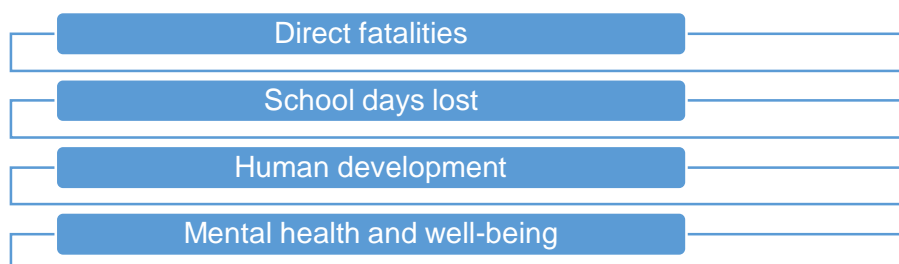 Direct fatalities
School days lost
Human development
Mental health and well-being